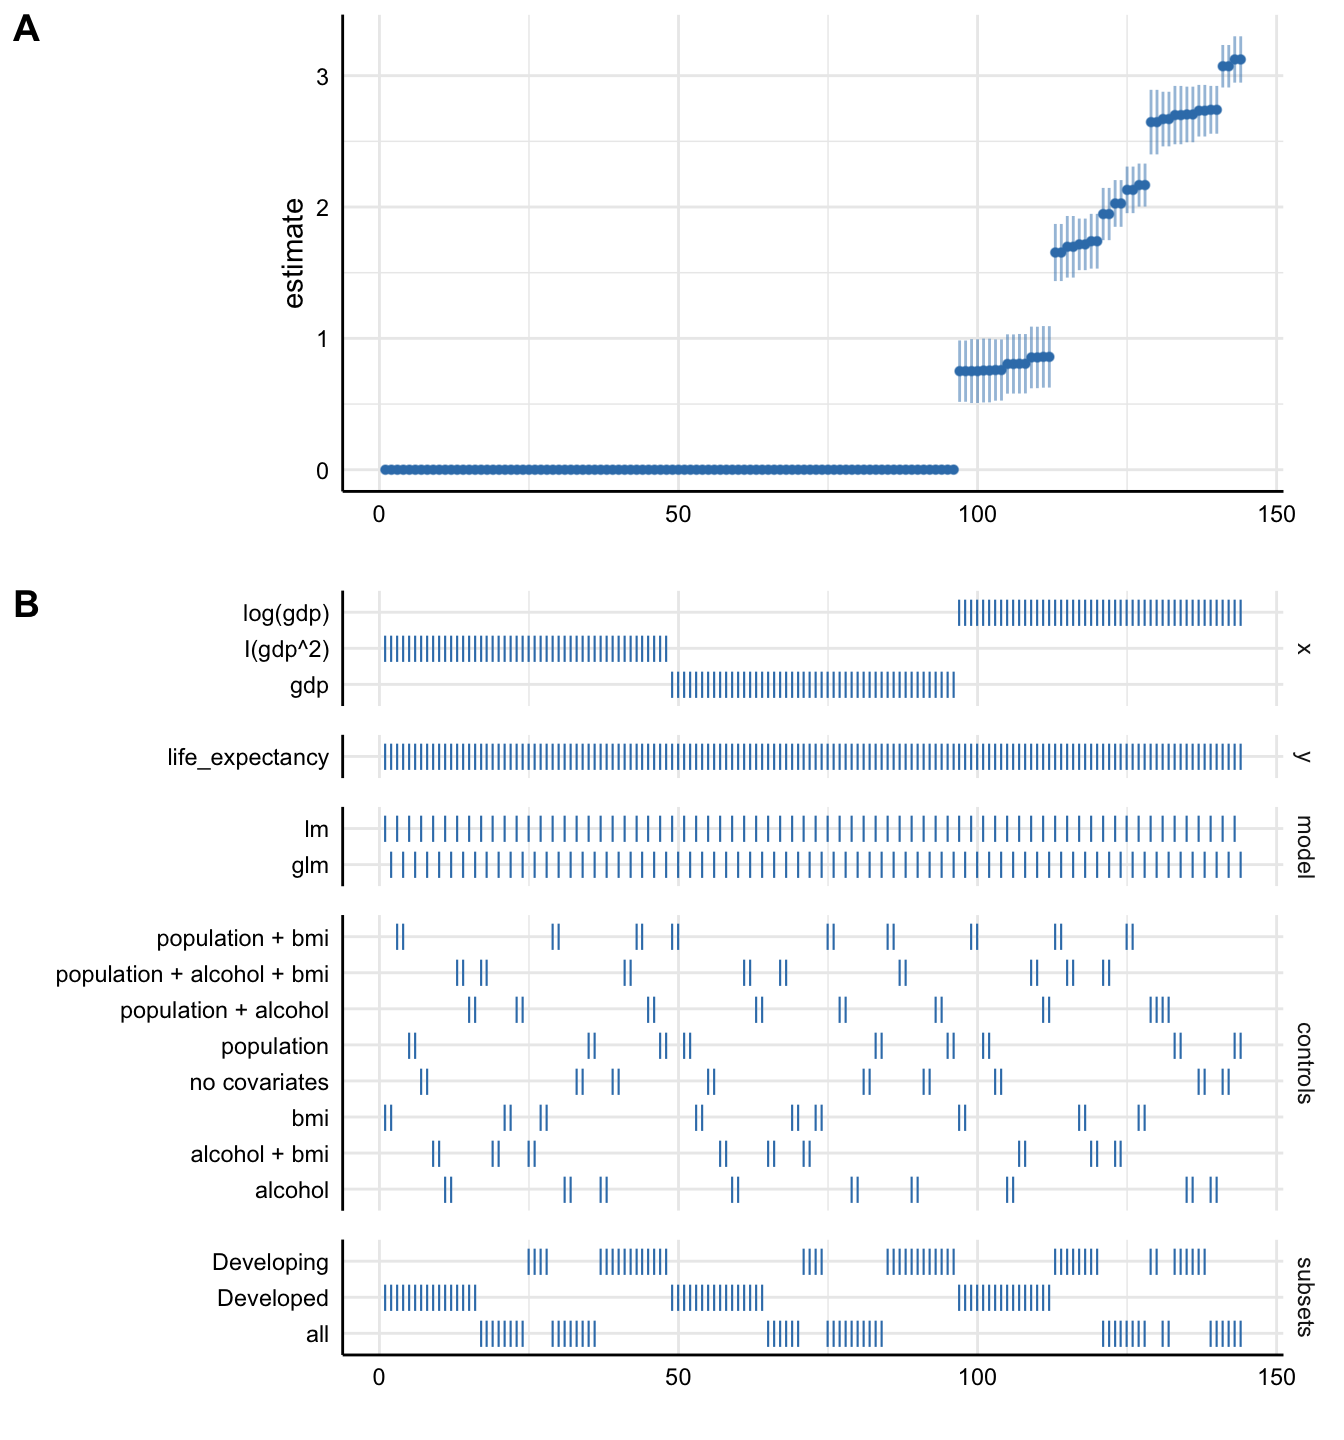 A
3
2
1
0
estimate
0 50 100 150
B
log(gdp)
I(gdp^2)
gdp
x
life_expectancy
y
lm
glm
model
population + bmi
population + alcohol + bmi
population + alcohol
population
no covariates
bmi
alcohol + bmi
alcohol
controls
Developing
Developed
all
subsets
0 50 100 150